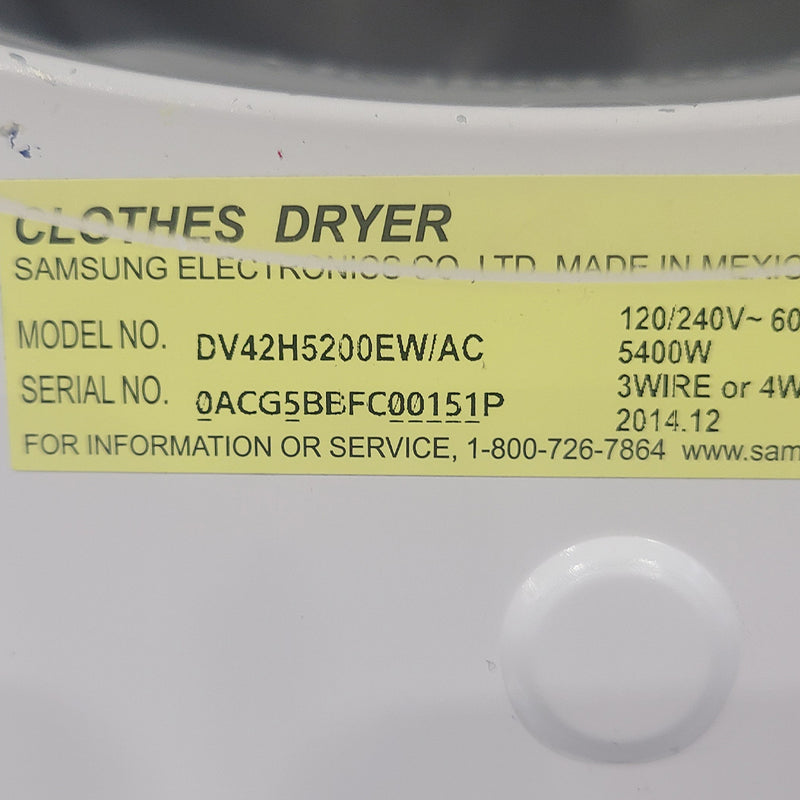 CLOTHES DRYER
SAMSUNG ELECTRONICS CO.,LTD. MADE IN MEXIC
MODEL NO. DV42H5200EW/AC
SERIAL NO. 0ACG5BBFC00151P
120/240V~ 60
5400W
3WIRE or 4W
2014.12
FOR INFORMATION OR SERVICE, 1-800-726-7864 www.sam